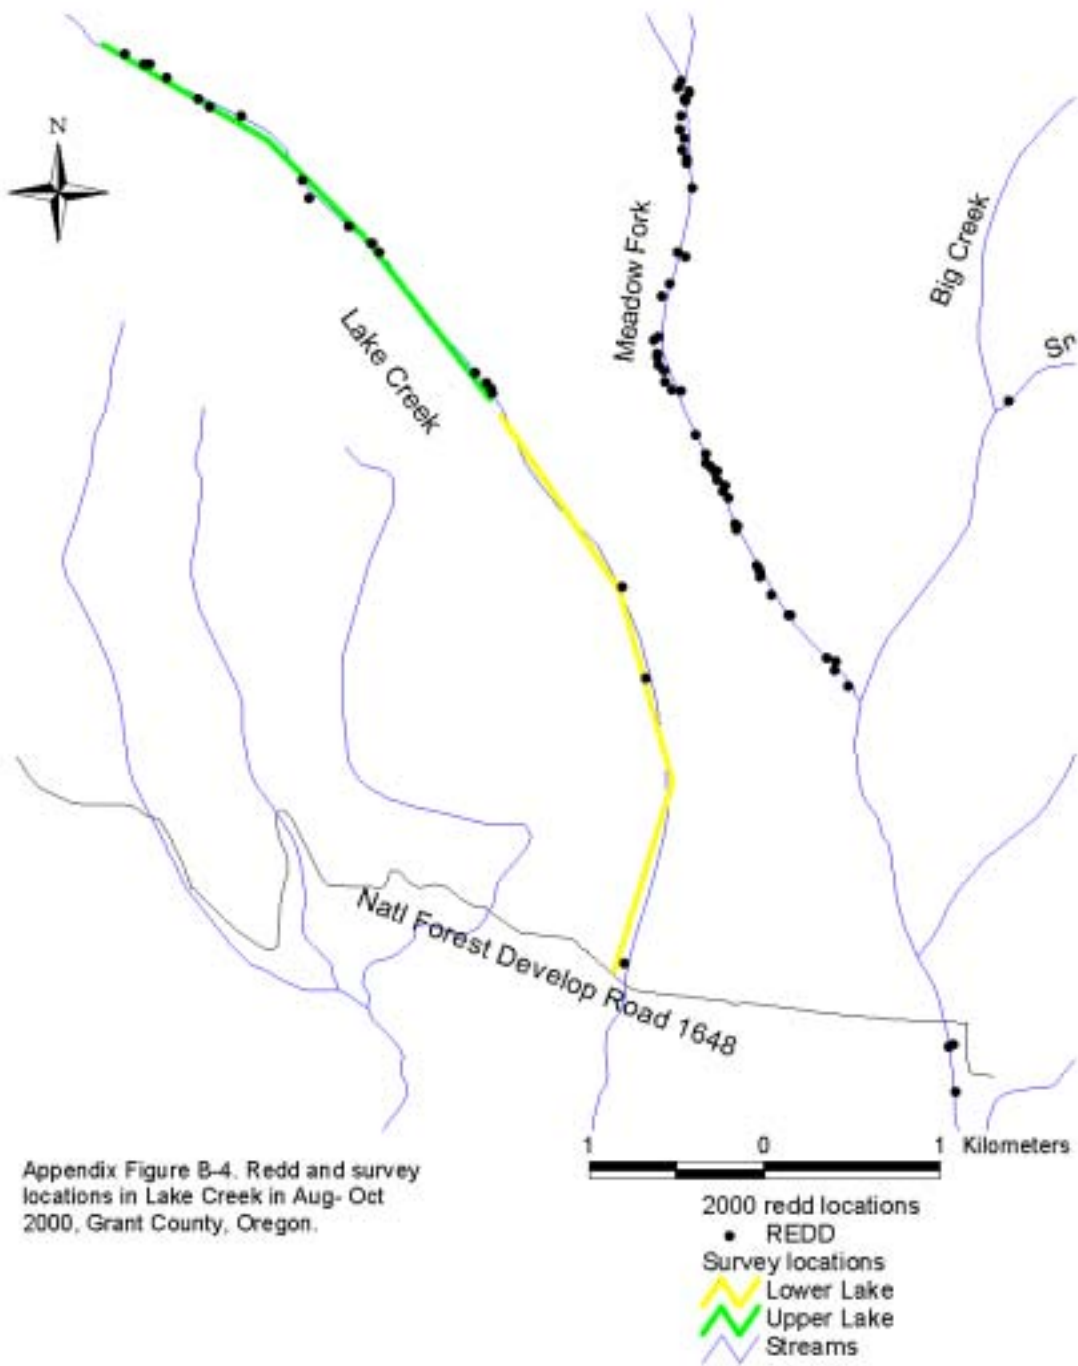 N
Meadow Fork
Big Creek
Sn
Lake Creek
Natl Forest Develop Road 1648
1 0 1 Kilometers
Appendix Figure B-4. Redd and survey
locations in Lake Creek in Aug- Oct
2000, Grant County, Oregon.
2000 redd locations
REDD
Survey locations
Lower Lake
Upper Lake
Streams